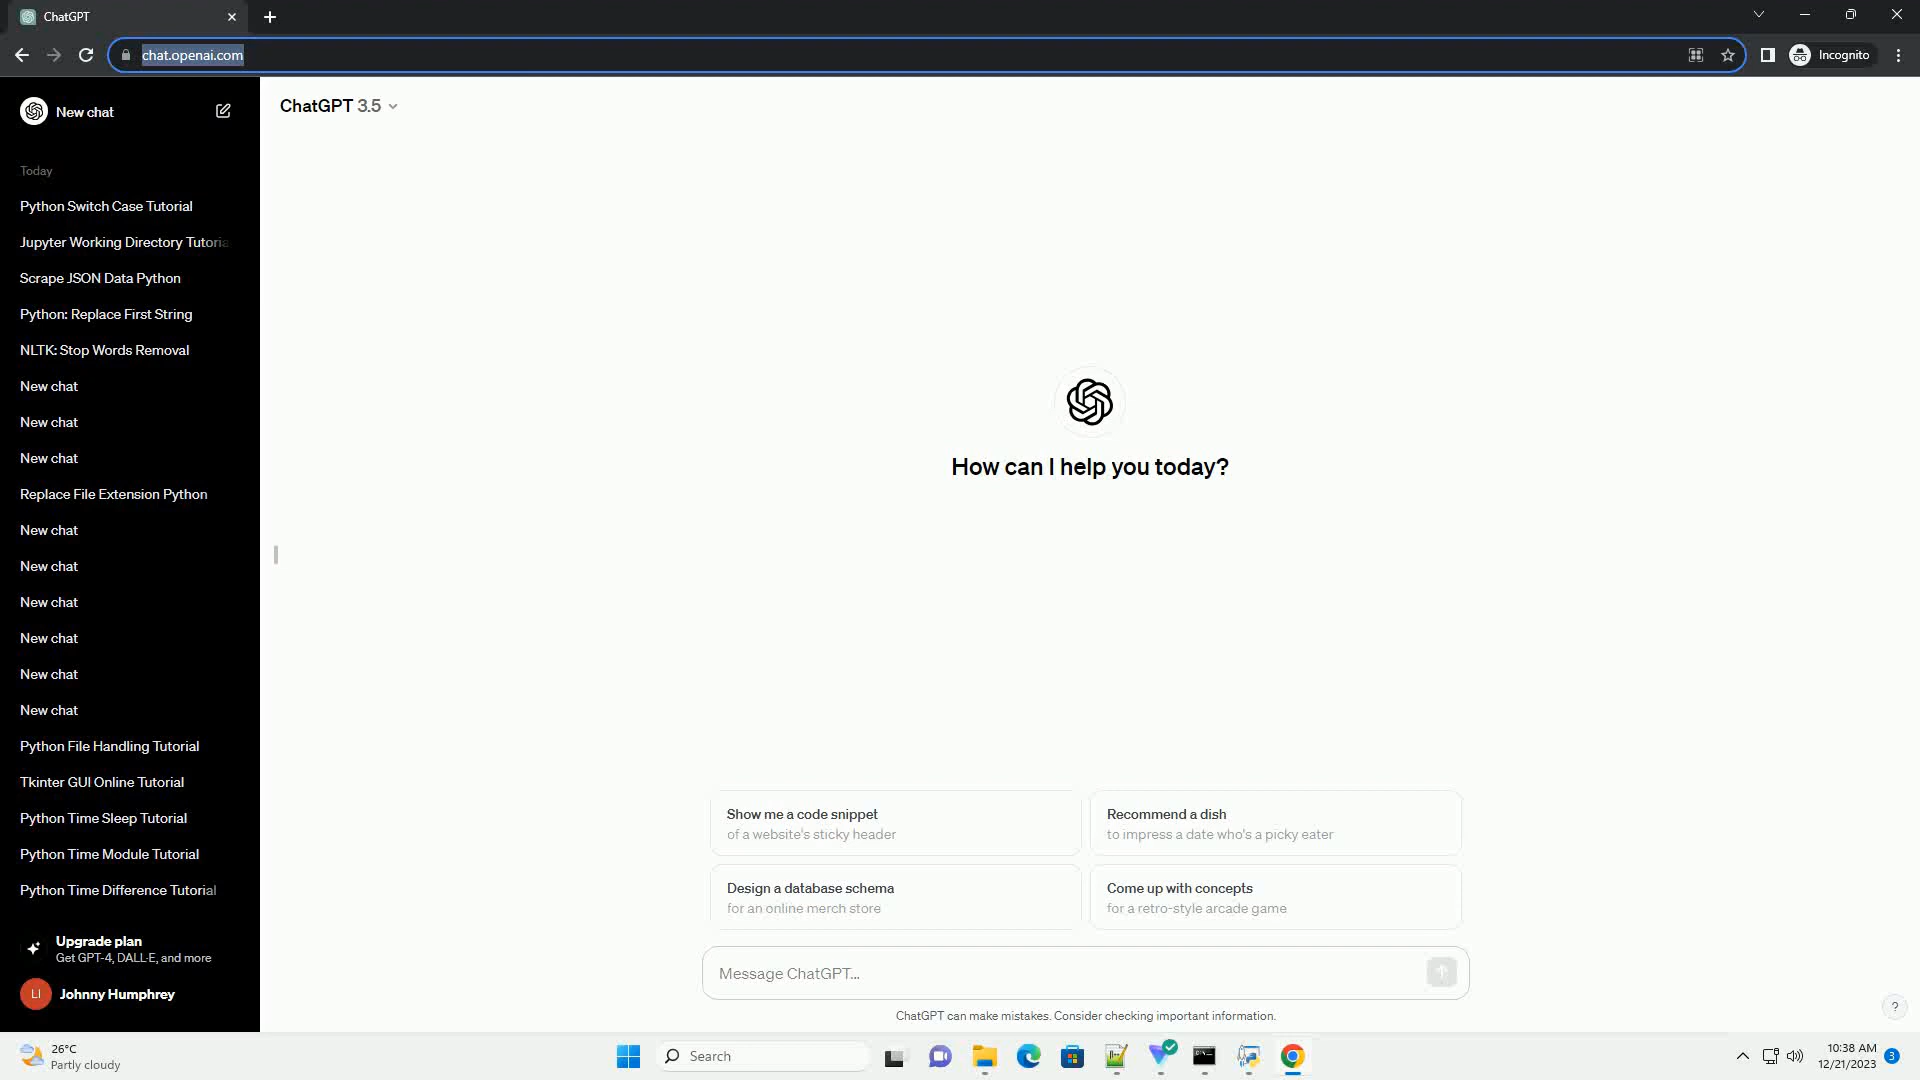 ChatGPT
chat.openai.com
Incognito
New chat
ChatGPT 3.5
Today
Python Switch Case Tutorial
Jupyter Working Directory Tutoria
Scrape JSON Data Python
Python: Replace First String
NLTK: Stop Words Removal
New chat
New chat
New chat
Replace File Extension Python
New chat
New chat
New chat
New chat
New chat
New chat
Python File Handling Tutorial
Tkinter GUI Online Tutorial
Python Time Sleep Tutorial
Python Time Module Tutorial
Python Time Difference Tutorial
Upgrade plan
Get GPT-4, DALL·E, and more
LI
Johnny Humphrey
How can I help you today?
Show me a code snippet
of a website's sticky header
Recommend a dish
to impress a date who's a picky eater
Design a database schema
for an online merch store
Come up with concepts
for a retro-style arcade game
Message ChatGPT...
ChatGPT can make mistakes. Consider checking important information.
?
26°C
Partly cloudy
Search
10:38 AM
12/21/2023
3